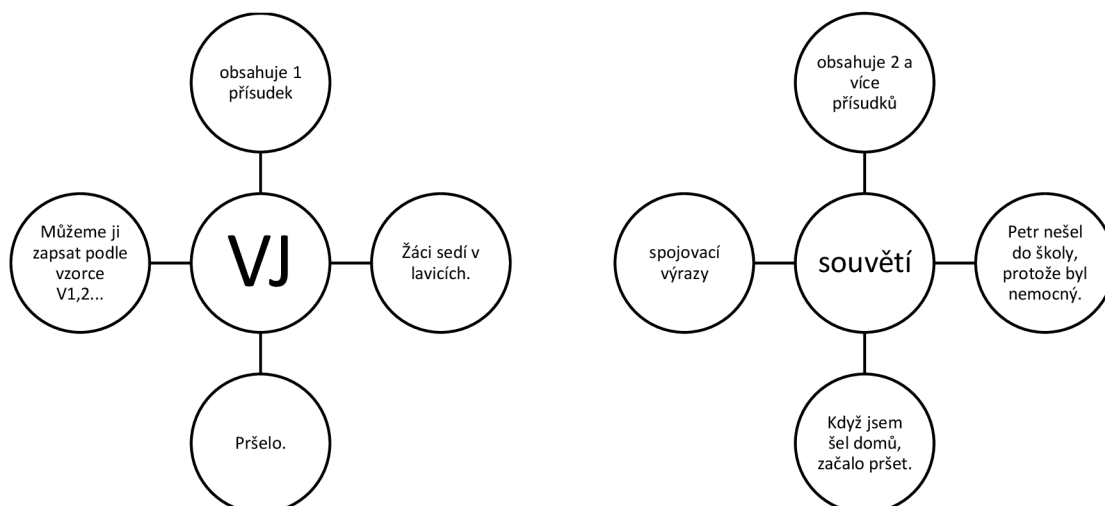 obsahuje 1
přísudek
Můžeme ji
zapsat podle
vzorce
V1,2...
VJ
Žáci sedí v
lavicích.
Pršelo.
obsahuje 2 a
více
přísudků
spojovací
výrazy
souvětí
Petr nešel
do školy,
protože byl
nemocný.
Když jsem
šel domů,
začalo pršet.